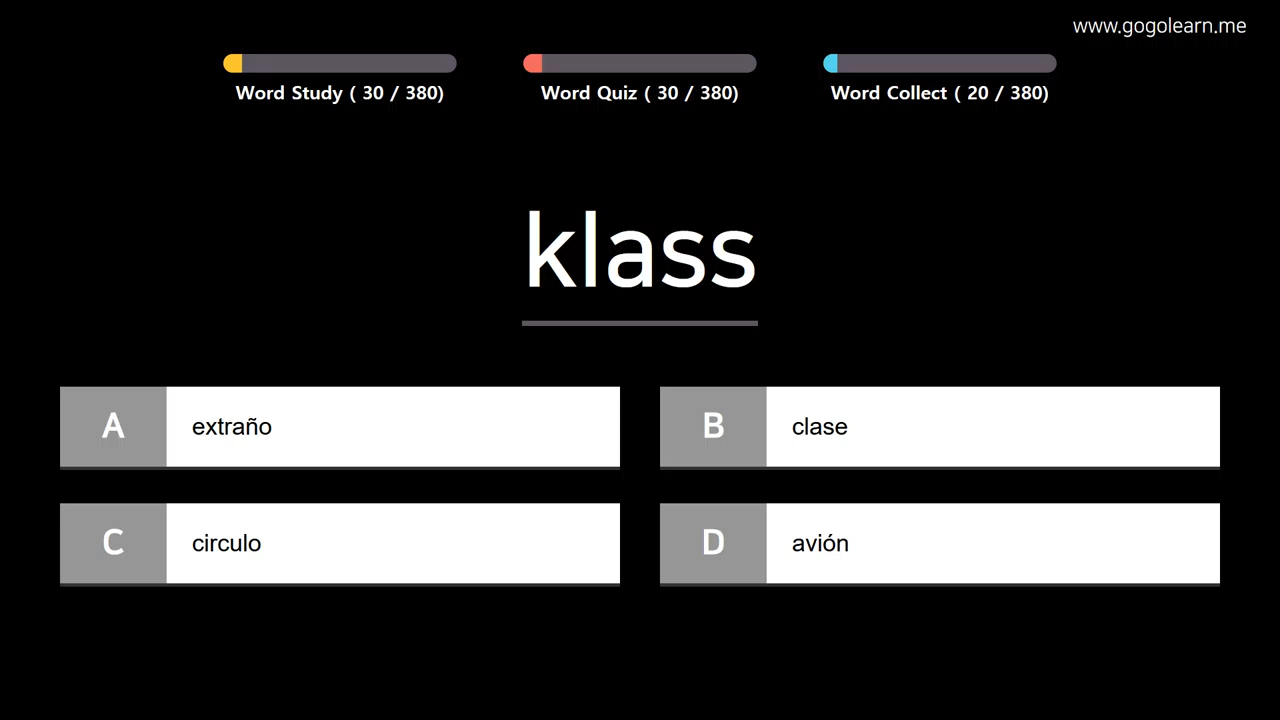 www.gogolearn.me
Word Study ( 30 / 380)
Word Quiz ( 30 / 380)
Word Collect ( 20 / 380)
klass
A extraño
B clase
C circulo
D avión